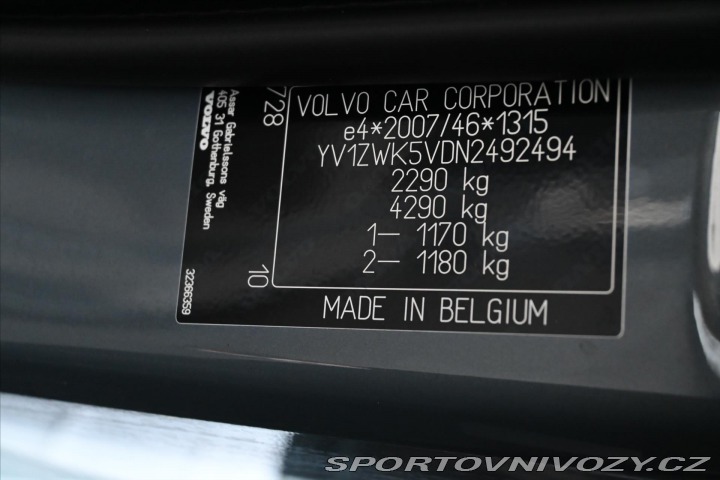 VOLVO CAR CORPORATION
e4*2007/46*1315
YV1ZWK5VDN2492494
2290 kg
4290 kg
1– 1170 kg
2– 1180 kg
MADE IN BELGIUM
728
10
Assar Gabrielssons väg
405 31 Gothenburg, Sweden
VOLVO
32366359
SPORTOVNIVOZY.CZ